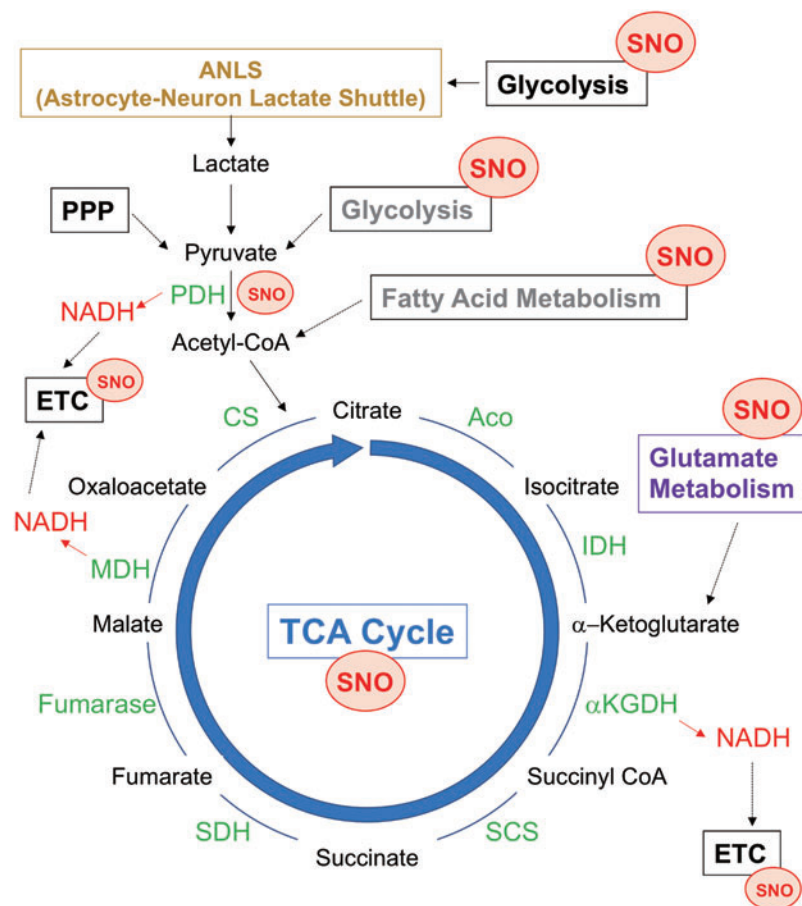 SNO
ANLS
(Astrocyte-Neuron Lactate Shuttle)
Glycolysis
Lactate
SNO
PPP
Glycolysis
Pyruvate
SNO
NADH
PDH
SNO
Fatty Acid Metabolism
Acetyl-CoA
ETC
SNO
CS
Citrate
Aco
SNO
Glutamate
Metabolism
Oxaloacetate
Isocitrate
NADH
MDH
IDH
Malate
TCA Cycle
α–Ketoglutarate
SNO
Fumarase
αKGDH
NADH
Fumarate
Succinyl CoA
SDH
SCS
Succinate
ETC
SNO